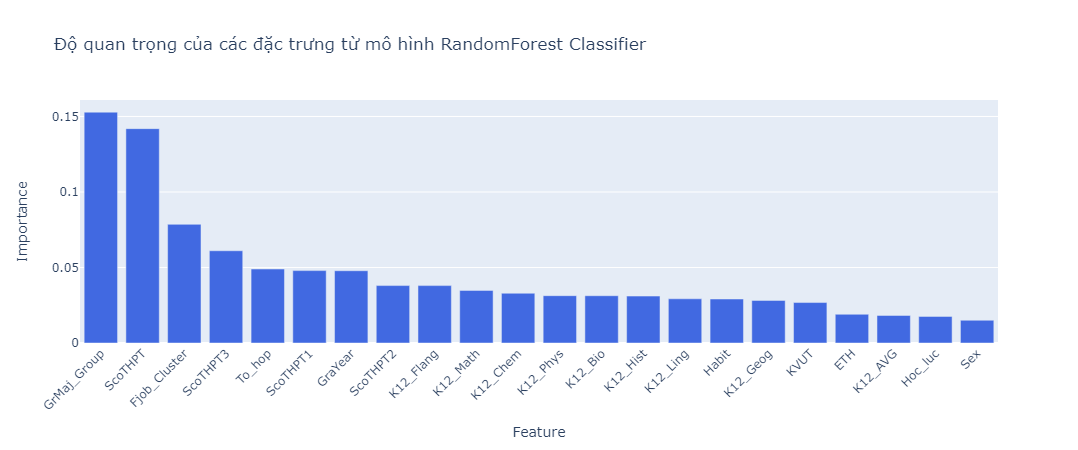 Độ quan trọng của các đặc trưng từ mô hình RandomForest Classifier
Importance
0.15
0.1
0.05
0
GrMaj_Group
ScoTHPT
Fjob_Cluster
ScoTHPT3
To_hop
ScoTHPT1
GraYear
ScoTHPT2
K12_Flang
K12_Math
K12_Chem
K12_Phys
K12_Bio
K12_Hist
K12_Ling
Habit
K12_Geog
KVUT
ETH
K12_AVG
Hoc_luc
Sex
Feature